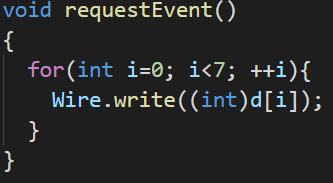 void requestEvent()
{
  for(int i=0; i<7; ++i){
    Wire.write((int)d[i]);
  }
}